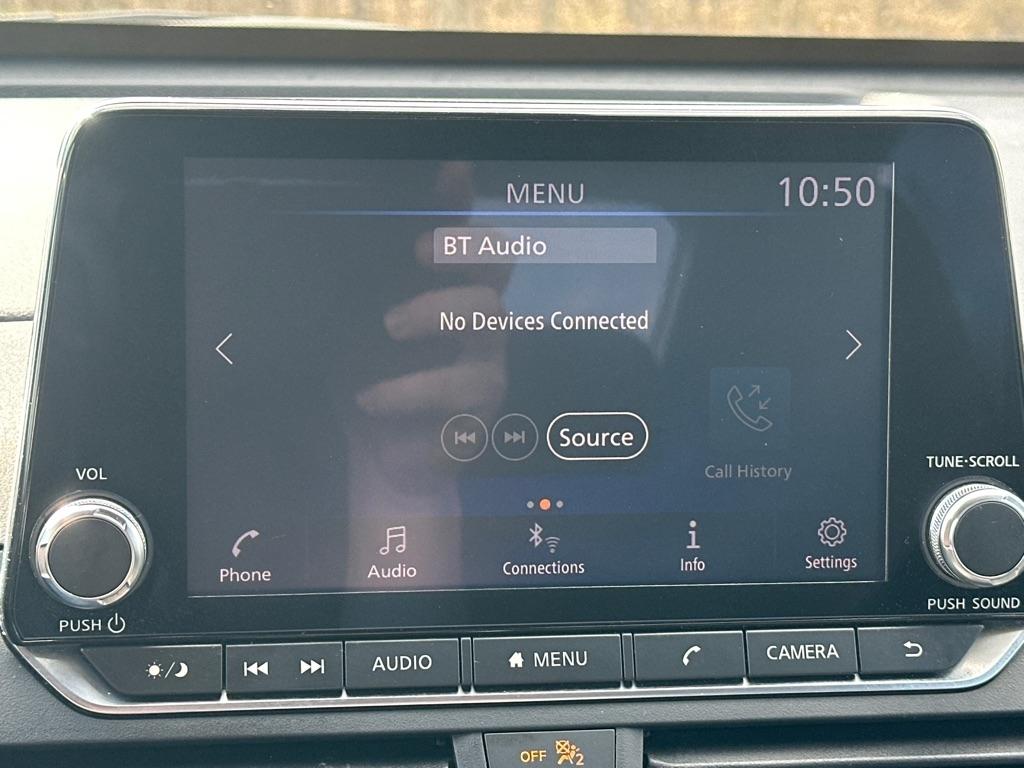 MENU
10:50
BT Audio
No Devices Connected
Source
Call History
VOL
TUNE·SCROLL
Phone
Audio
Connections
Info
Settings
PUSH
PUSH SOUND
AUDIO
MENU
CAMERA
OFF
2